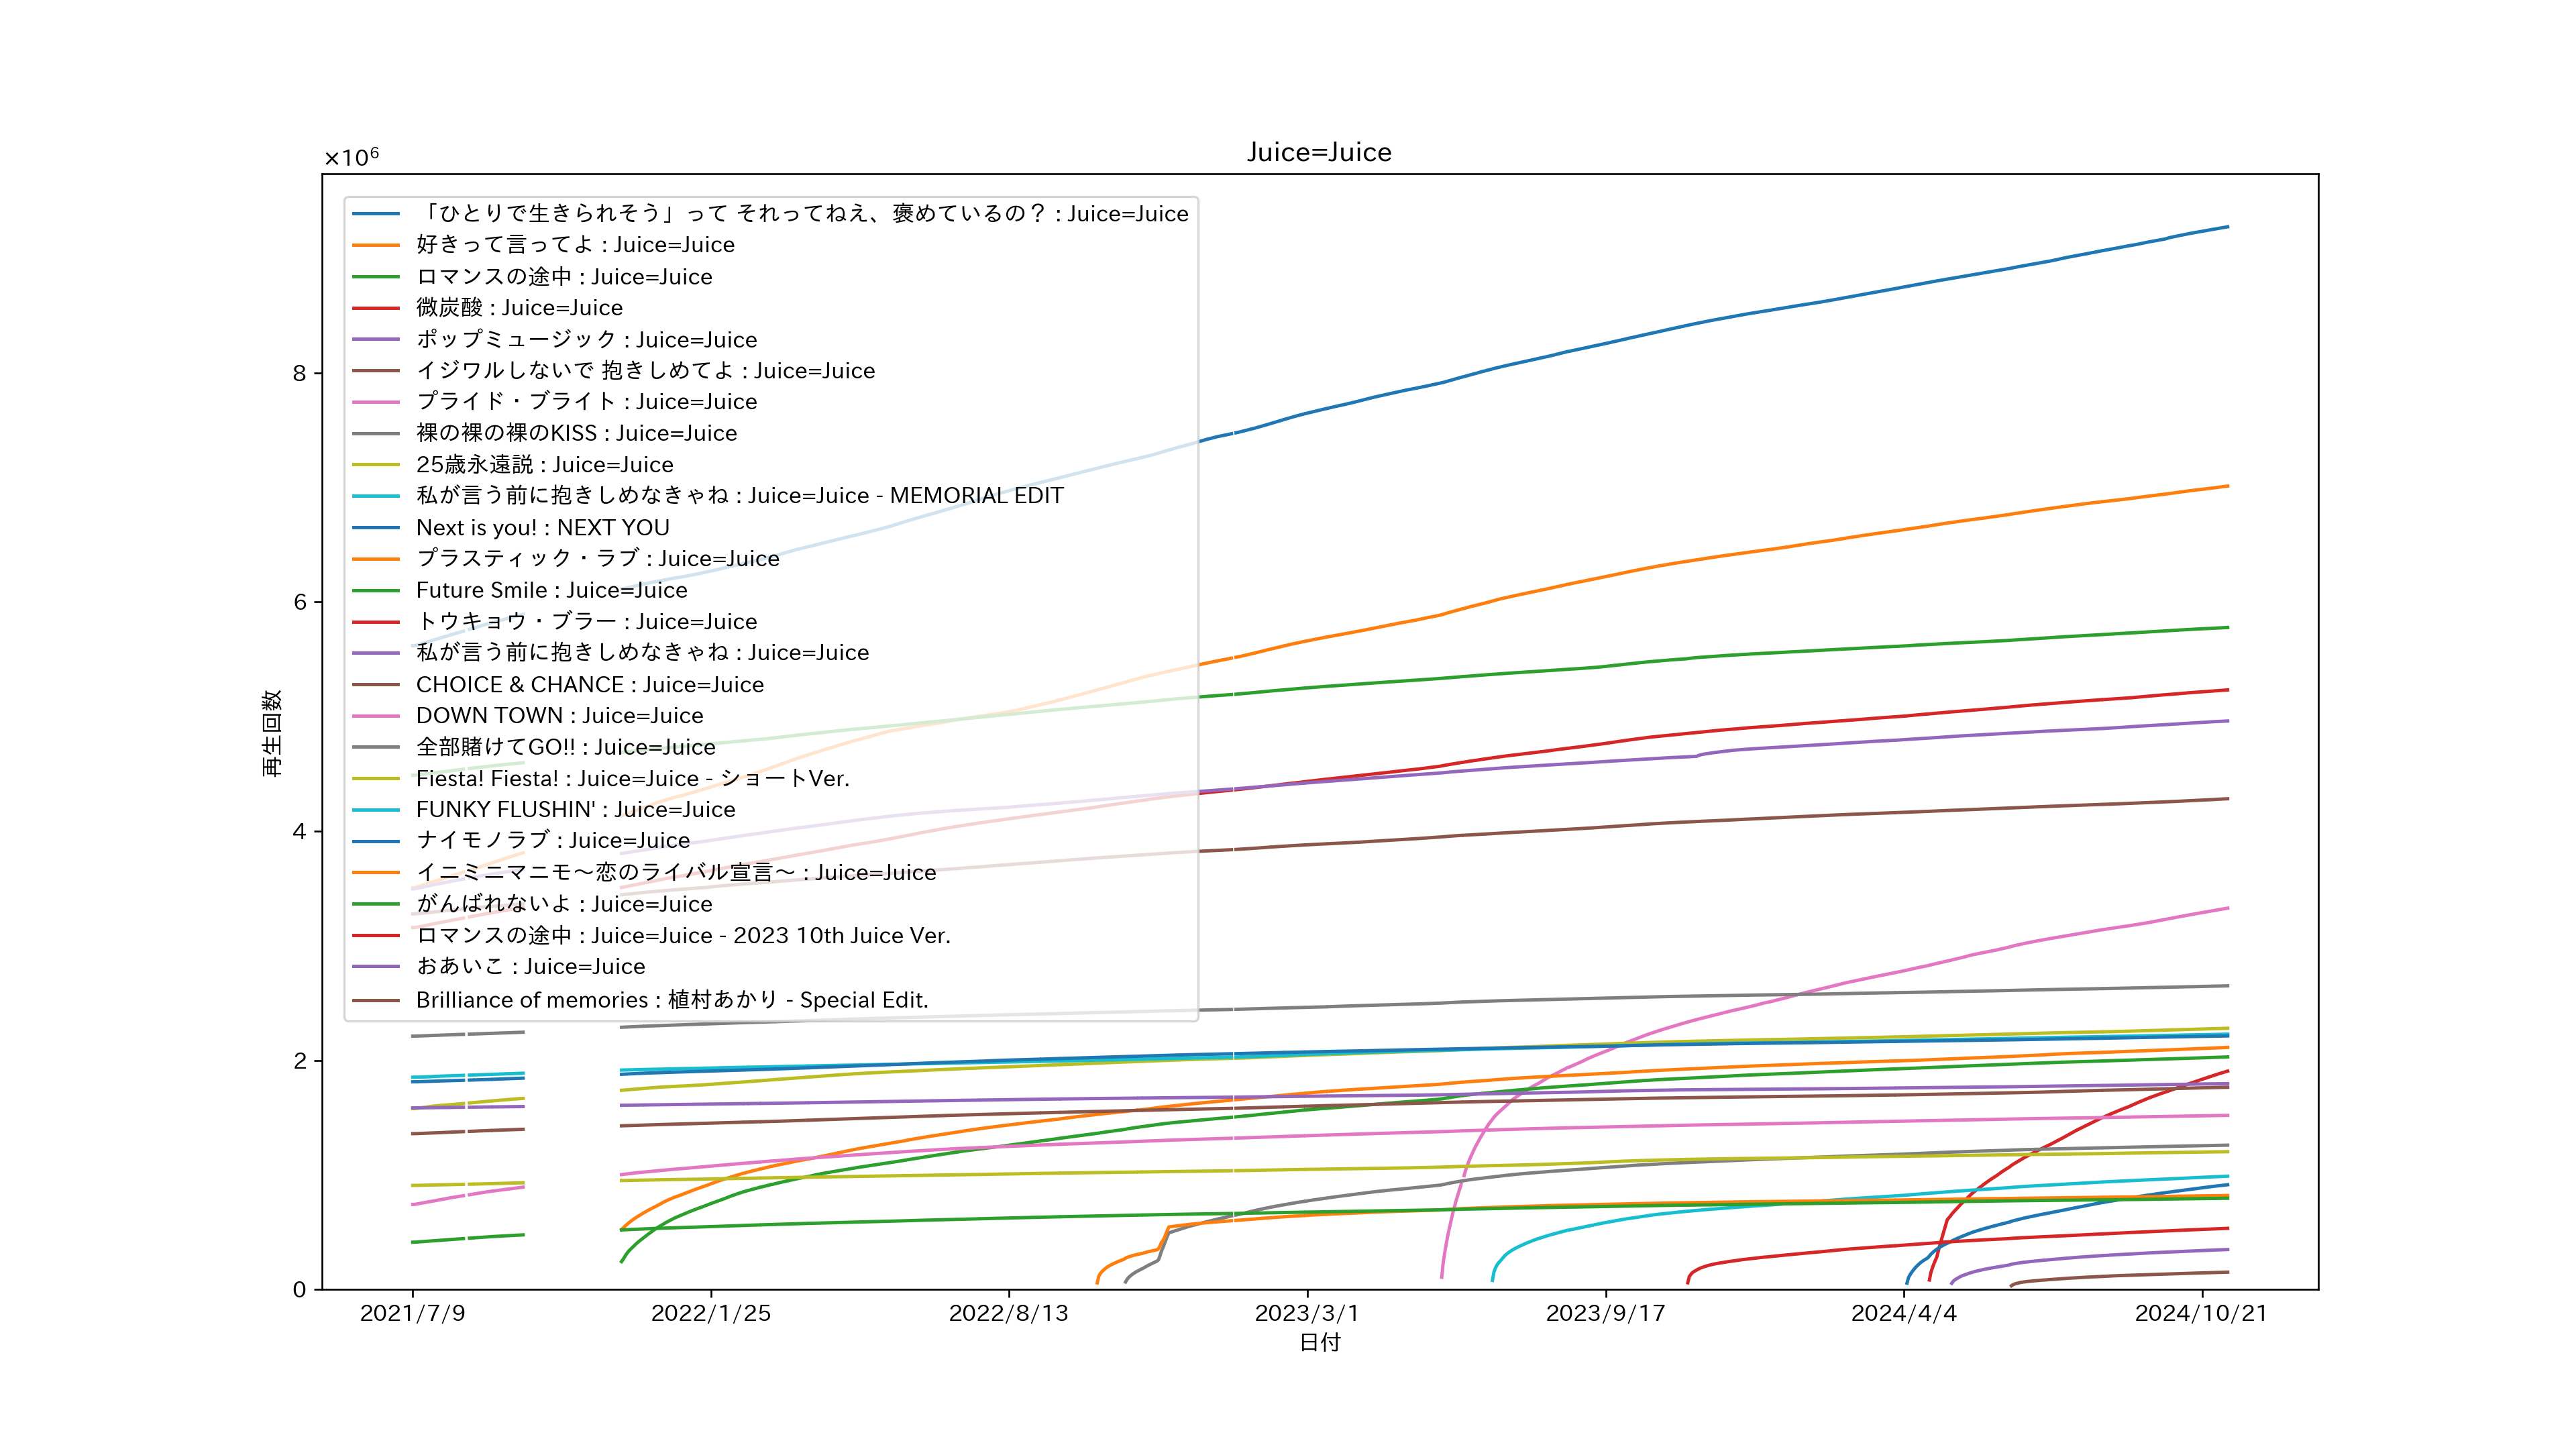 Juice=Juice
×10⁶
「ひとりで生きられそう」って それってねえ、褒めているの？ : Juice=Juice
好きって言ってよ : Juice=Juice
ロマンスの途中 : Juice=Juice
微炭酸 : Juice=Juice
ポップミュージック : Juice=Juice
イジワルしないで 抱きしめてよ : Juice=Juice
プライド・ブライト : Juice=Juice
裸の裸の裸のKISS : Juice=Juice
25歳永遠説 : Juice=Juice
私が言う前に抱きしめなきゃね : Juice=Juice - MEMORIAL EDIT
Next is you! : NEXT YOU
プラスティック・ラブ : Juice=Juice
Future Smile : Juice=Juice
トウキョウ・ブラー : Juice=Juice
私が言う前に抱きしめなきゃね : Juice=Juice
CHOICE & CHANCE : Juice=Juice
DOWN TOWN : Juice=Juice
全部賭けてGO!! : Juice=Juice
Fiesta! Fiesta! : Juice=Juice - ショートVer.
FUNKY FLUSHIN' : Juice=Juice
ナイモノラブ : Juice=Juice
イニミニマニモ～恋のライバル宣言～ : Juice=Juice
がんばれないよ : Juice=Juice
ロマンスの途中 : Juice=Juice - 2023 10th Juice Ver.
おあいこ : Juice=Juice
Brilliance of memories : 植村あかり - Special Edit.
8
6
4
2
0
再生回数
2021/7/9 2022/1/25 2022/8/13 2023/3/1 2023/9/17 2024/4/4 2024/10/21
日付